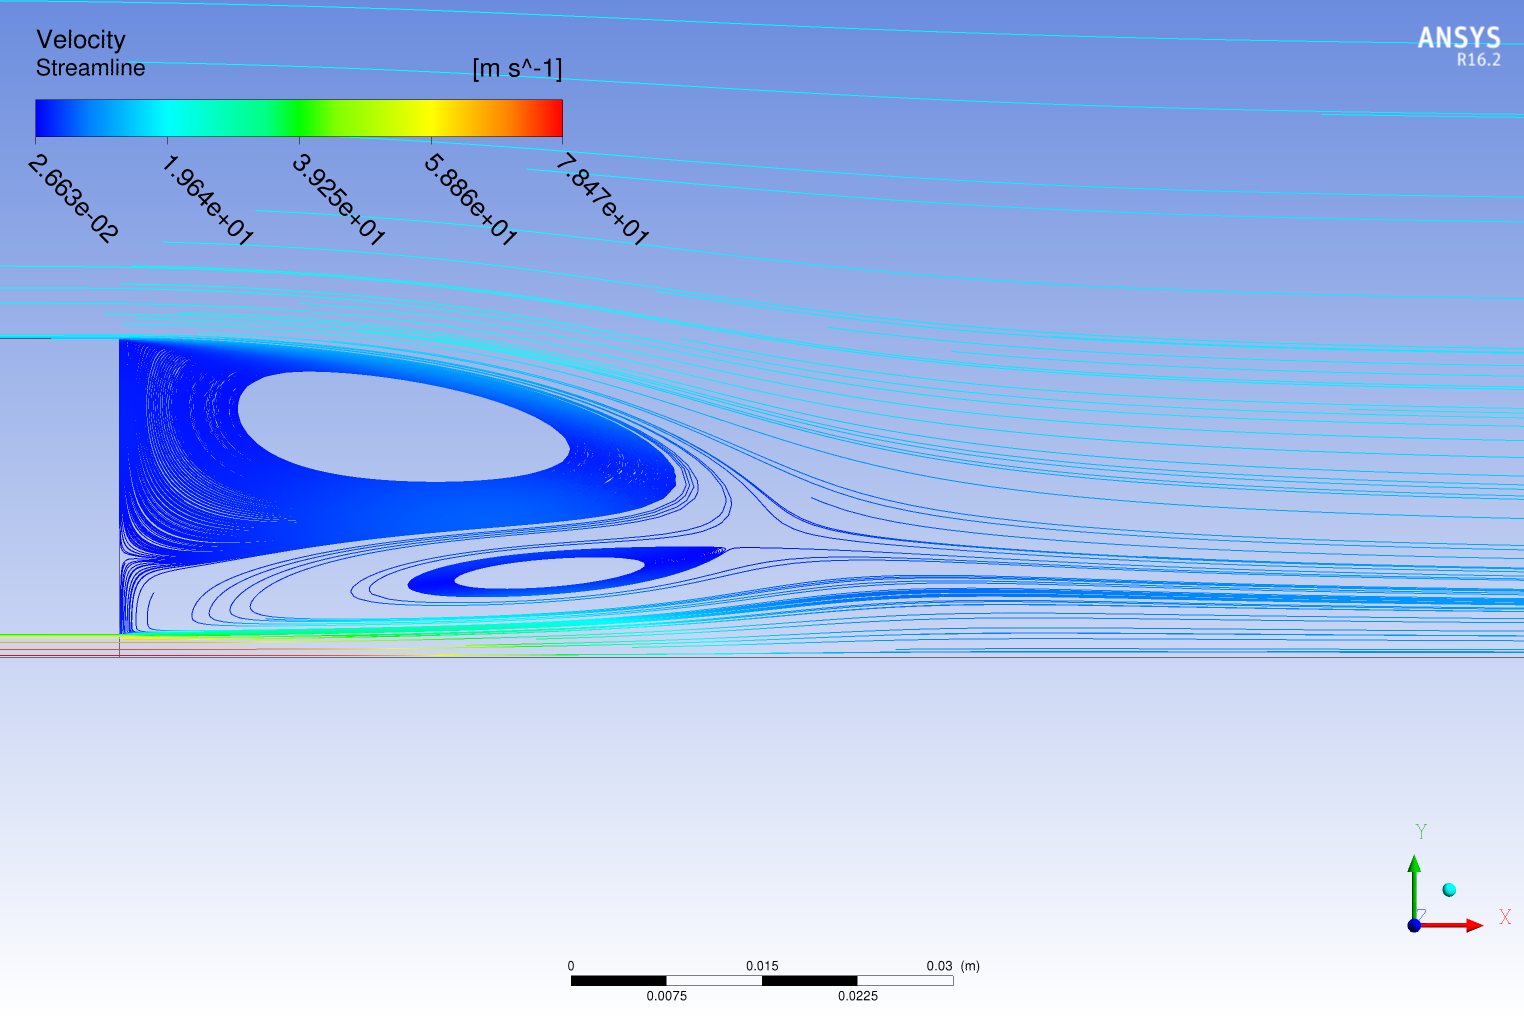 Velocity
Streamline
[m s^-1]
2.663e-02
1.964e+01
3.925e+01
5.886e+01
7.847e+01
ANSYS
R16.2
Y
Z
X
0
0.015
0.03
(m)
0.0075
0.0225